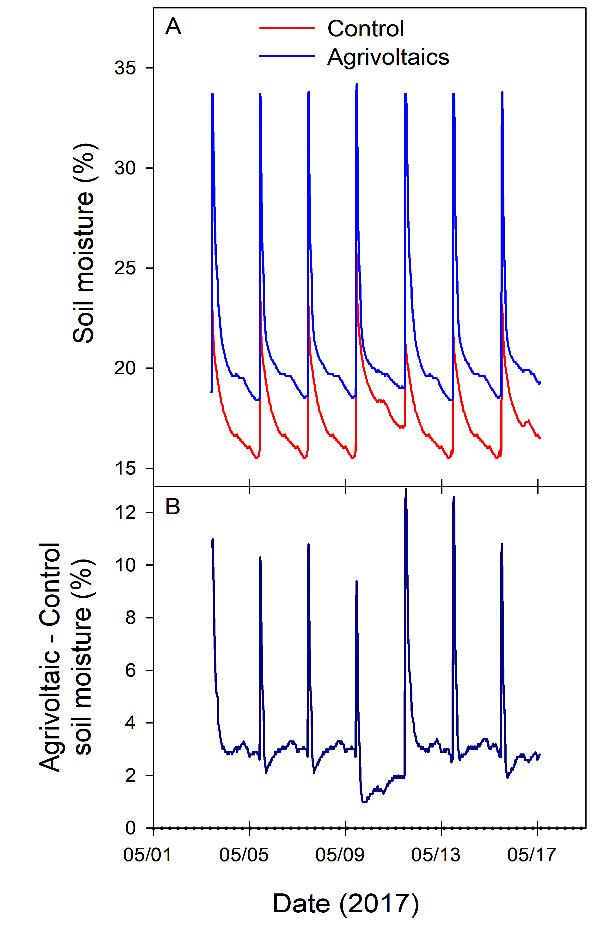 A
Control
Agrivoltaics
35
30
25
20
15
Soil moisture (%)
B
12
10
8
6
4
2
0
Agrivoltaic - Control
soil moisture (%)
05/01 05/05 05/09 05/13 05/17
Date (2017)